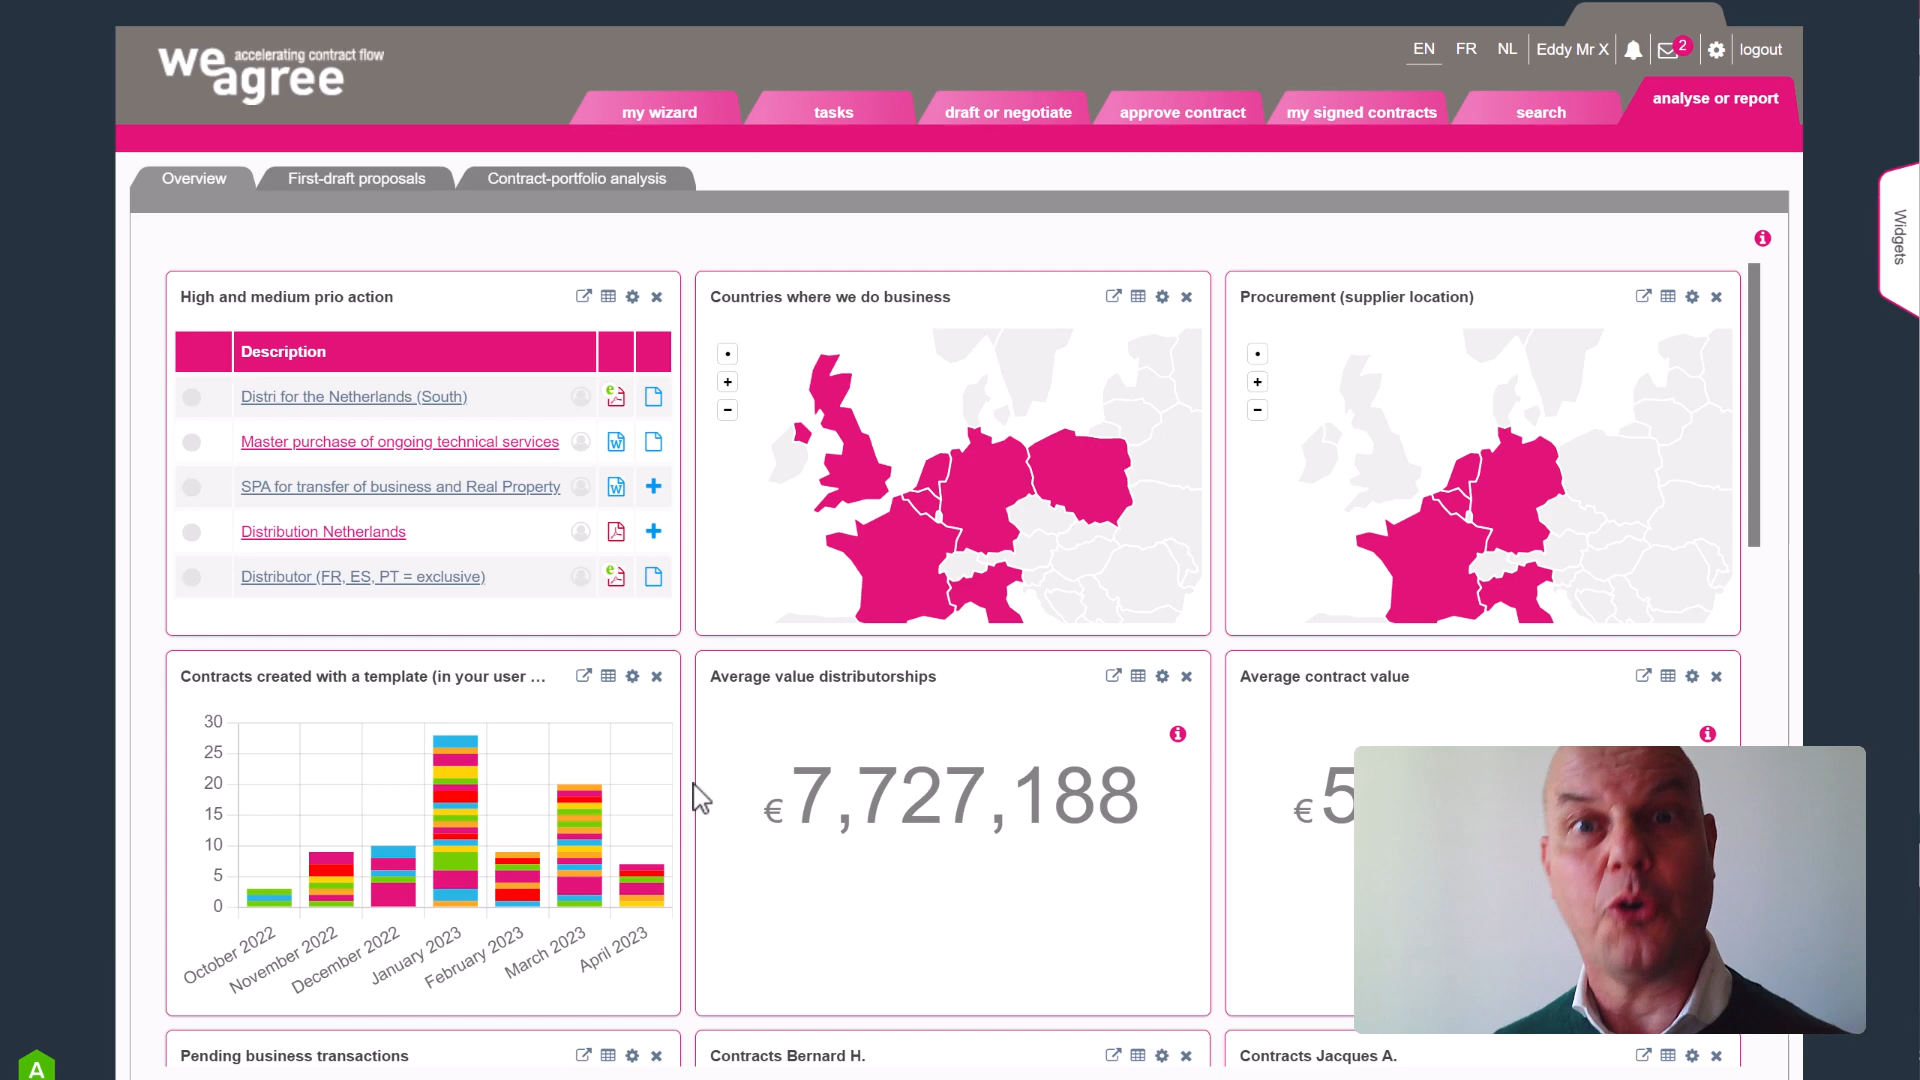 we agree accelerating contract flow
EN FR NL Eddy Mr X 2 logout
my wizard tasks draft or negotiate approve contract my signed contracts search analyse or report
Overview First-draft proposals Contract-portfolio analysis
Widgets
High and medium prio action
Description
Distri for the Netherlands (South)
Master purchase of ongoing technical services
SPA for transfer of business and Real Property
Distribution Netherlands
Distributor (FR, ES, PT = exclusive)
Countries where we do business
Procurement (supplier location)
Contracts created with a template (in your user ...
30
25
20
15
10
5
0
October 2022
November 2022
December 2022
January 2023
February 2023
March 2023
April 2023
Average value distributorships
€7,727,188
Average contract value
€5
Pending business transactions
Contracts Bernard H.
Contracts Jacques A.
A